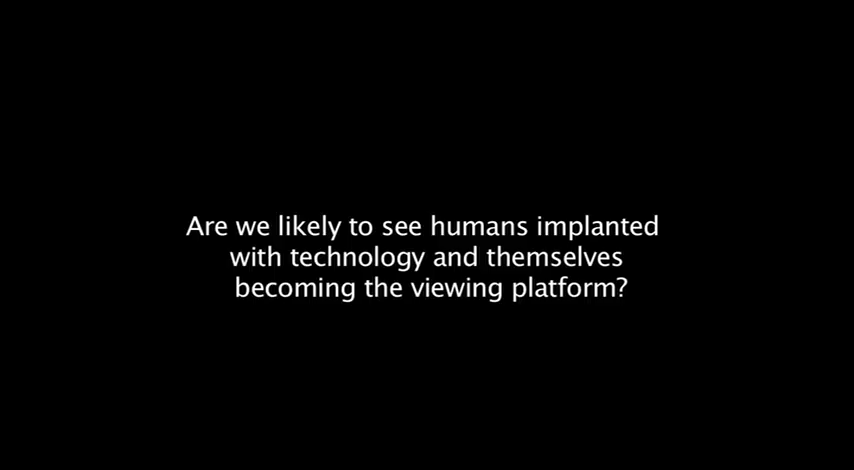 Are we likely to see humans implanted
with technology and themselves
becoming the viewing platform?